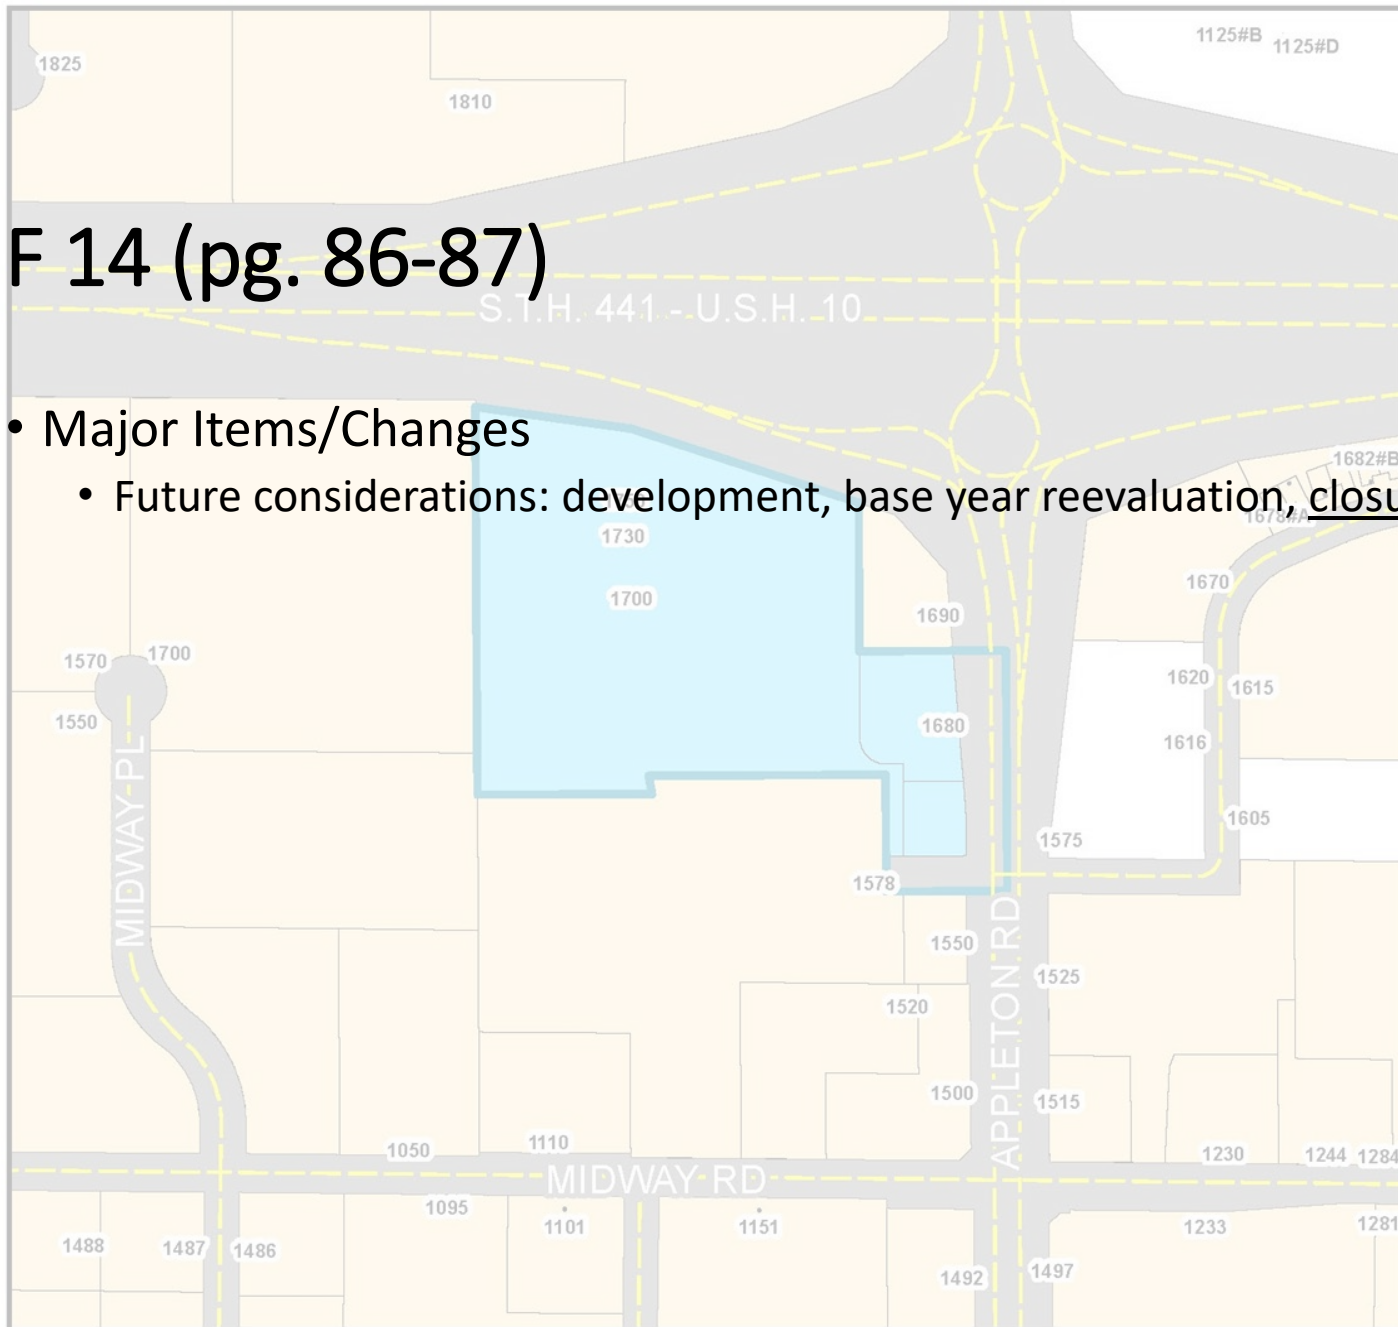 1125#B 1125#D
1825
1810
F 14 (pg. 86-87)
S.T.H. 441 - U.S.H. 10
• Major Items/Changes
1682#B
• Future considerations: development, base year reevaluation, closu
1678#A
1730
1670
1700
1690
1570 1700
1620 1615
1550
1680
1616
1605
1575
MIDWAY PL
1578
1550
APPLETON RD
1525
1520
1500
1515
1050 1110
1230 1244 1284
MIDWAY RD
1095
1101 1151 1233 1281
1488 1487 1486
1492 1497